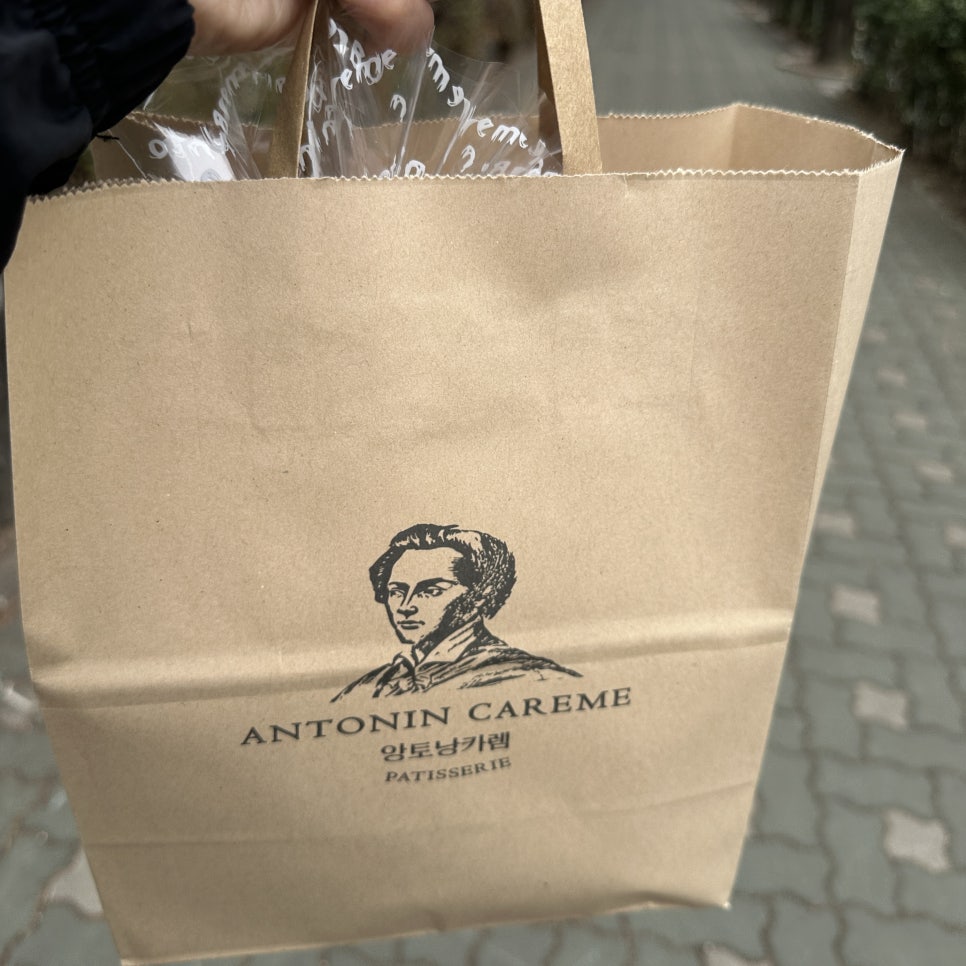 ANTONIN CAREME
앙토낭카렘
PATISSERIE